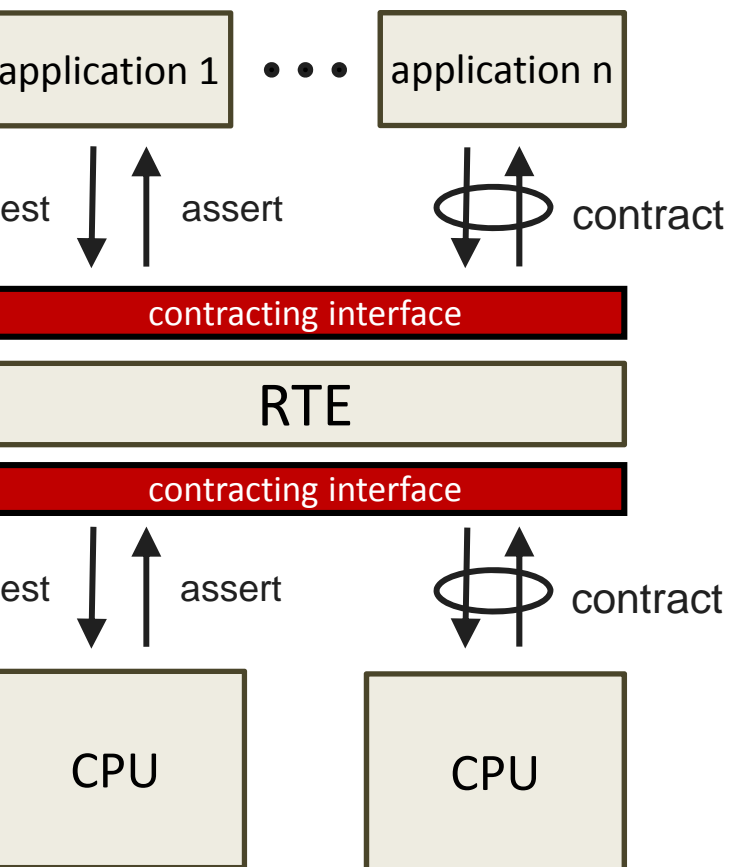 application 1 ••• application n
est assert contract
contracting interface
RTE
contracting interface
est assert contract
CPU CPU